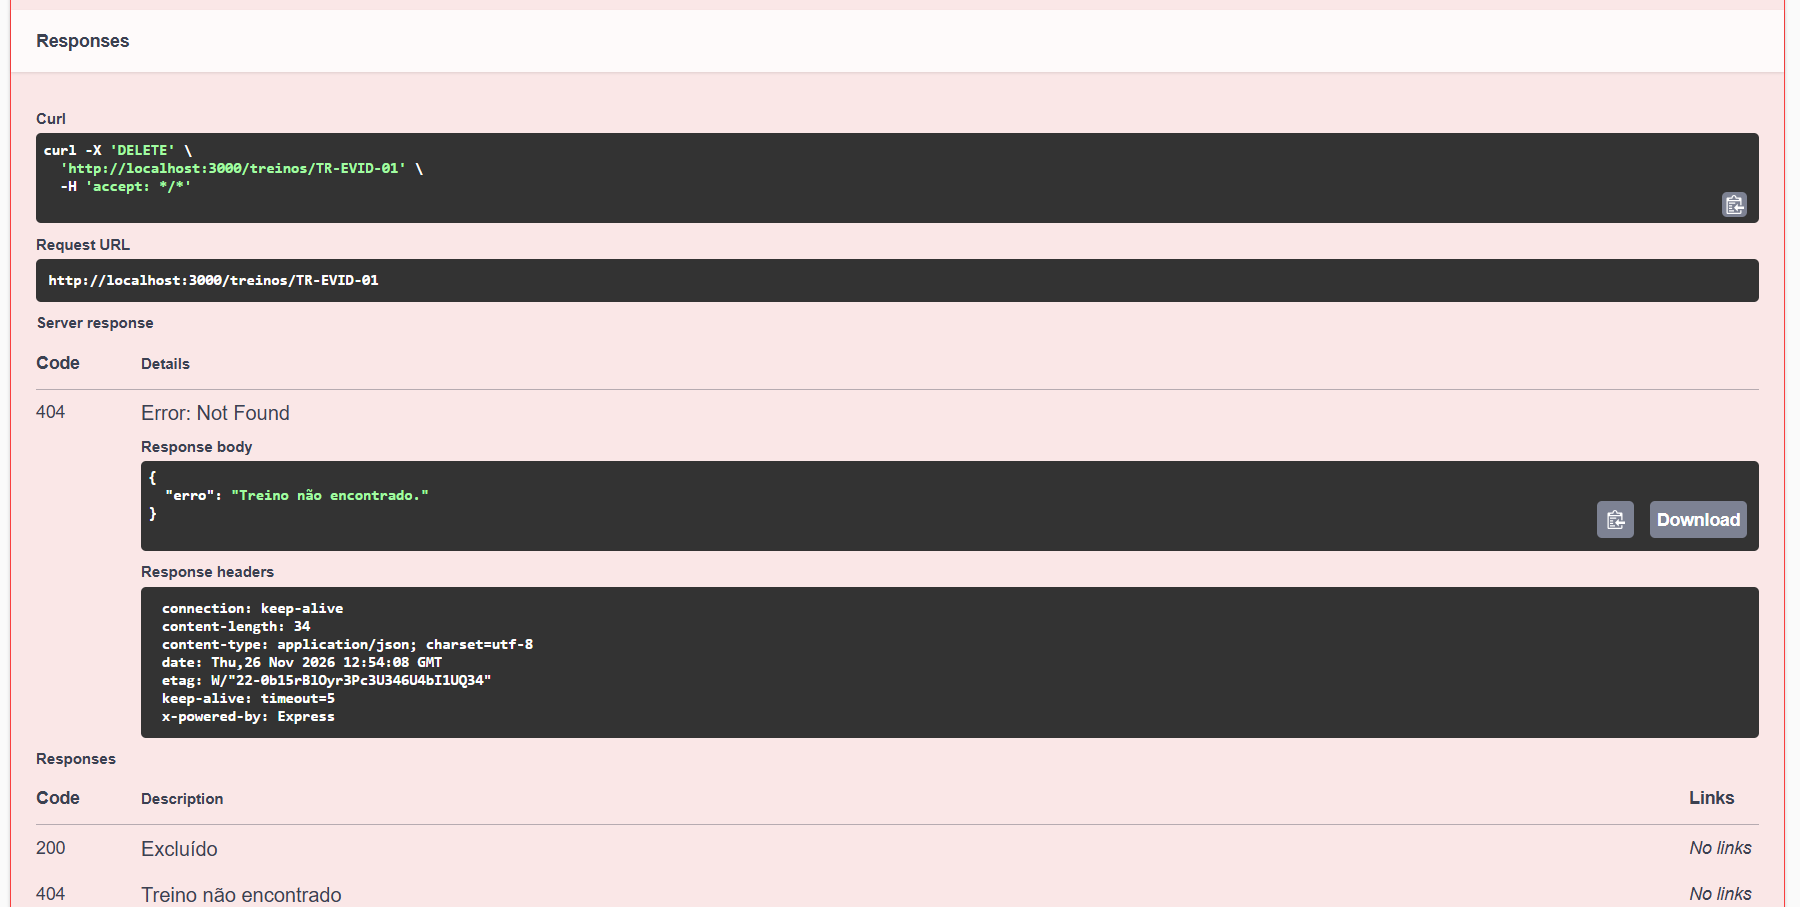 Responses
Curl
curl -X 'DELETE' \
'http://localhost:3000/treinos/TR-EVID-01' \
-H 'accept: */*'
Request URL
http://localhost:3000/treinos/TR-EVID-01
Server response
Code Details
404 Error: Not Found
Response body
{
"erro": "Treino não encontrado."
}
Download
Response headers
connection: keep-alive
content-length: 34
content-type: application/json; charset=utf-8
date: Thu,26 Nov 2026 12:54:08 GMT
etag: W/"22-0b15rBlOyr3Pc3U346U4bI1UQ34"
keep-alive: timeout=5
x-powered-by: Express
Responses
Code Description Links
200 Excluído No links
404 Treino não encontrado No links